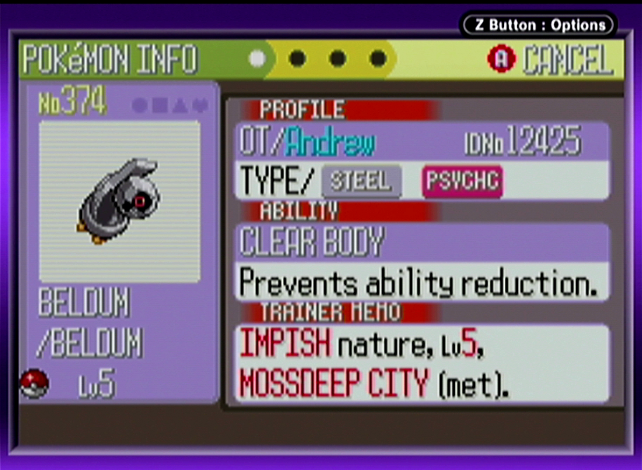 Z Button : Options
POKéMON INFO
A CANCEL
No374
PROFILE
OT/Andrew IDNo12425
TYPE/ STEEL PSYCHC
ABILITY
CLEAR BODY
Prevents ability reduction.
BELDUM
/BELDUM
Lv5
TRAINER MEMO
IMPISH nature, Lv5,
MOSSDEEP CITY (met).